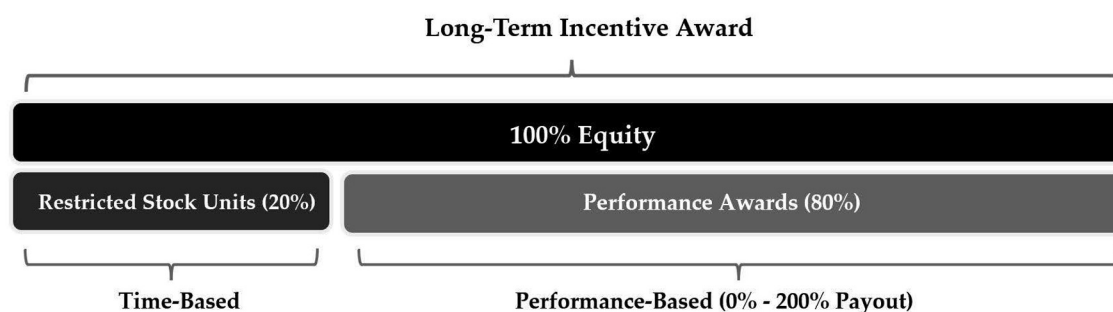 Long-Term Incentive Award
100% Equity
Restricted Stock Units (20%)
Performance Awards (80%)
Time-Based
Performance-Based (0% - 200% Payout)